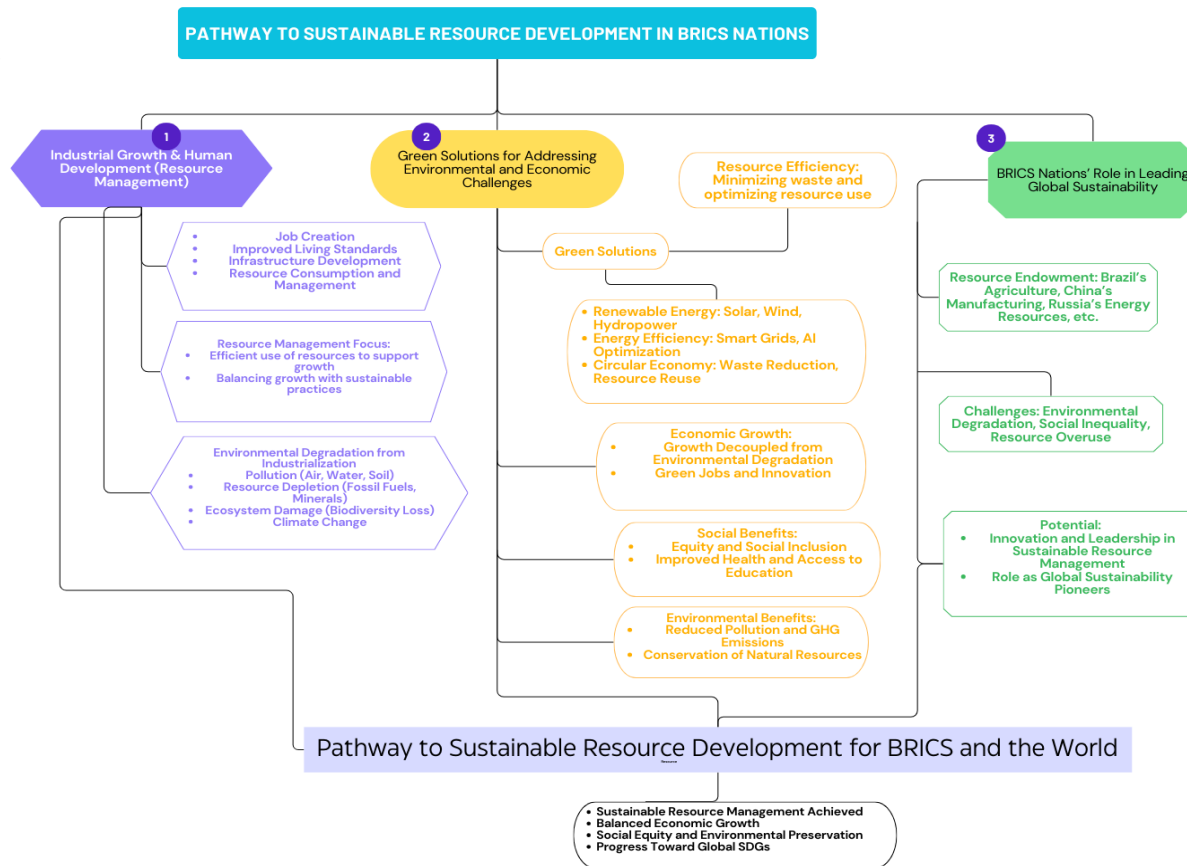 PATHWAY TO SUSTAINABLE RESOURCE DEVELOPMENT IN BRICS NATIONS
1
Industrial Growth & Human
Development (Resource
Management)
• Job Creation
• Improved Living Standards
• Infrastructure Development
• Resource Consumption and
Management
Resource Management Focus:
• Efficient use of resources to support
growth
• Balancing growth with sustainable
practices
Environmental Degradation from
Industrialization
• Pollution (Air, Water, Soil)
• Resource Depletion (Fossil Fuels,
Minerals)
• Ecosystem Damage (Biodiversity Loss)
• Climate Change
2
Green Solutions for Addressing
Environmental and Economic
Challenges
Resource Efficiency:
Minimizing waste and
optimizing resource use
Green Solutions
• Renewable Energy: Solar, Wind,
Hydropower
• Energy Efficiency: Smart Grids, AI
Optimization
• Circular Economy: Waste Reduction,
Resource Reuse
Economic Growth:
• Growth Decoupled from
Environmental Degradation
• Green Jobs and Innovation
Social Benefits:
• Equity and Social Inclusion
• Improved Health and Access to
Education
Environmental Benefits:
• Reduced Pollution and GHG
Emissions
• Conservation of Natural Resources
3
BRICS Nations' Role in Leading
Global Sustainability
Resource Endowment: Brazil's
Agriculture, China's
Manufacturing, Russia's Energy
Resources, etc.
Challenges: Environmental
Degradation, Social Inequality,
Resource Overuse
Potential:
• Innovation and Leadership in
Sustainable Resource
Management
• Role as Global Sustainability
Pioneers
Pathway to Sustainable Resource Development for BRICS and the World
Resource
• Sustainable Resource Management Achieved
• Balanced Economic Growth
• Social Equity and Environmental Preservation
• Progress Toward Global SDGs